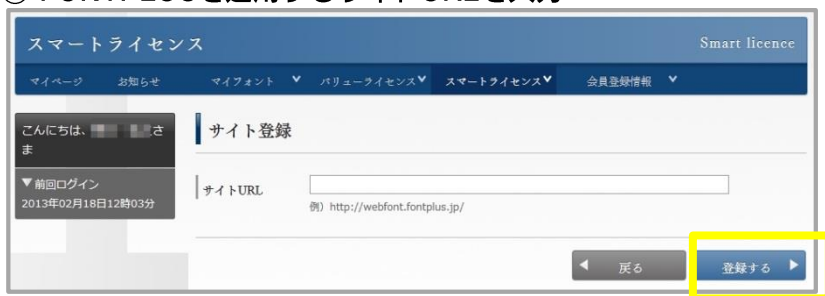 スマートライセンス
Smart licence
マイページ お知らせ マイフォント バリューライセンス スマートライセンス 会員登録情報
こんにちは、 さ
ま
サイト登録
▼前回ログイン
2013年02月18日12時03分
サイトURL
例）http://webfont.fontplus.jp/
戻る
登録する